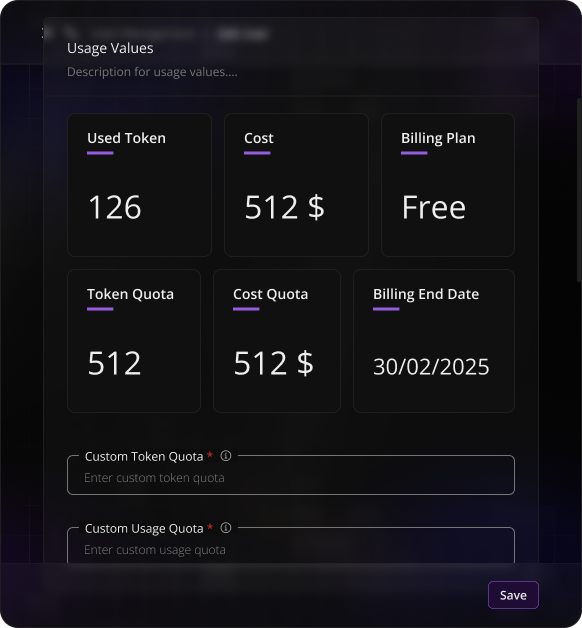 Usage Values
Description for usage values....
Used Token
Cost
Billing Plan
126
512 $
Free
Token Quota
Cost Quota
Billing End Date
512
512 $
30/02/2025
Custom Token Quota *
Enter custom token quota
Custom Usage Quota *
Enter custom usage quota
Save